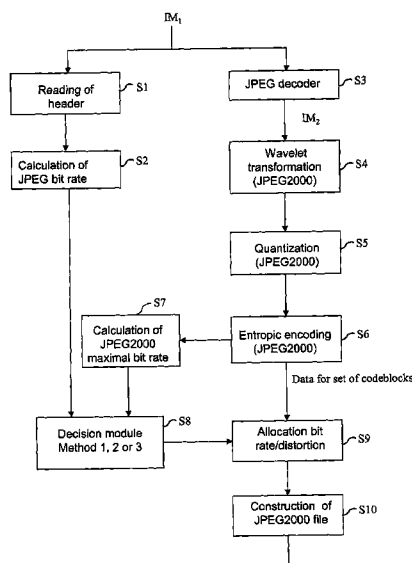 IM1
Reading of
header
S1
JPEG decoder
S3
IM2
Calculation of
JPEG bit rate
S2
Wavelet
transformation
(JPEG2000)
S4
Quantization
(JPEG2000)
S5
S7
Calculation of
JPEG2000
maximal bit rate
Entropic encoding
(JPEG2000)
S6
Data for set of codeblocks
S8
Decision module
Method 1, 2 or 3
Allocation bit
rate/distortion
S9
Construction of
JPEG2000 file
S10